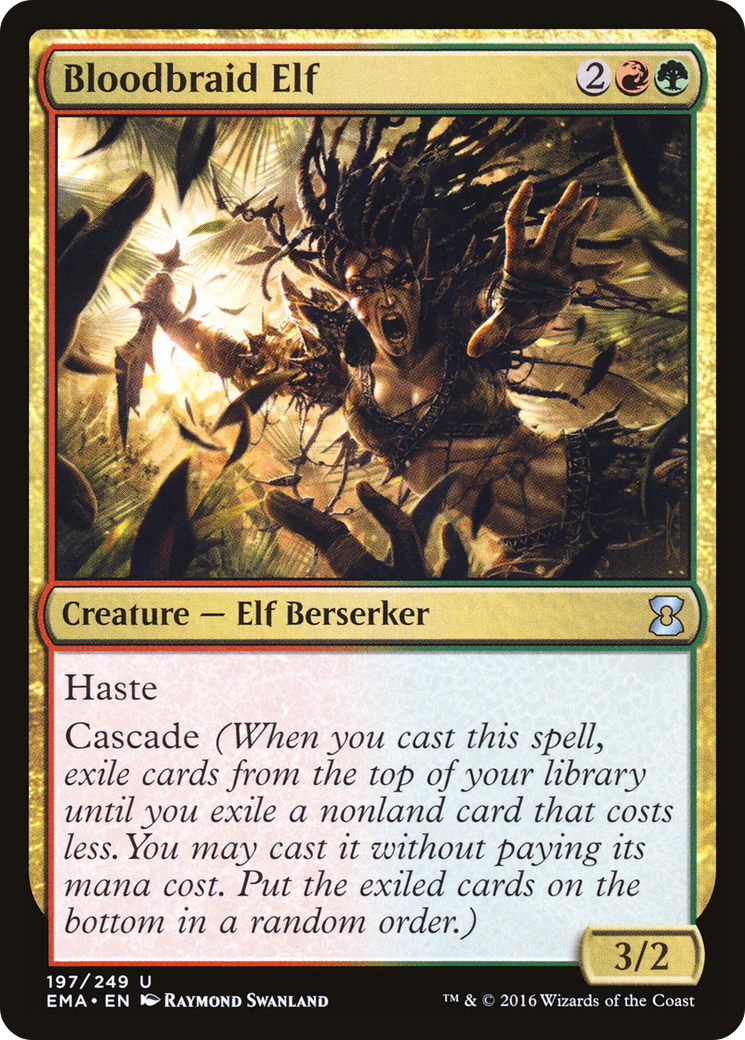 Bloodbraid Elf 2
Creature — Elf Berserker
Haste
Cascade (When you cast this spell,
exile cards from the top of your library
until you exile a nonland card that costs
less. You may cast it without paying its
mana cost. Put the exiled cards on the
bottom in a random order.)
3/2
197/249 U
EMA • EN Raymond Swanland ™ & © 2016 Wizards of the Coast